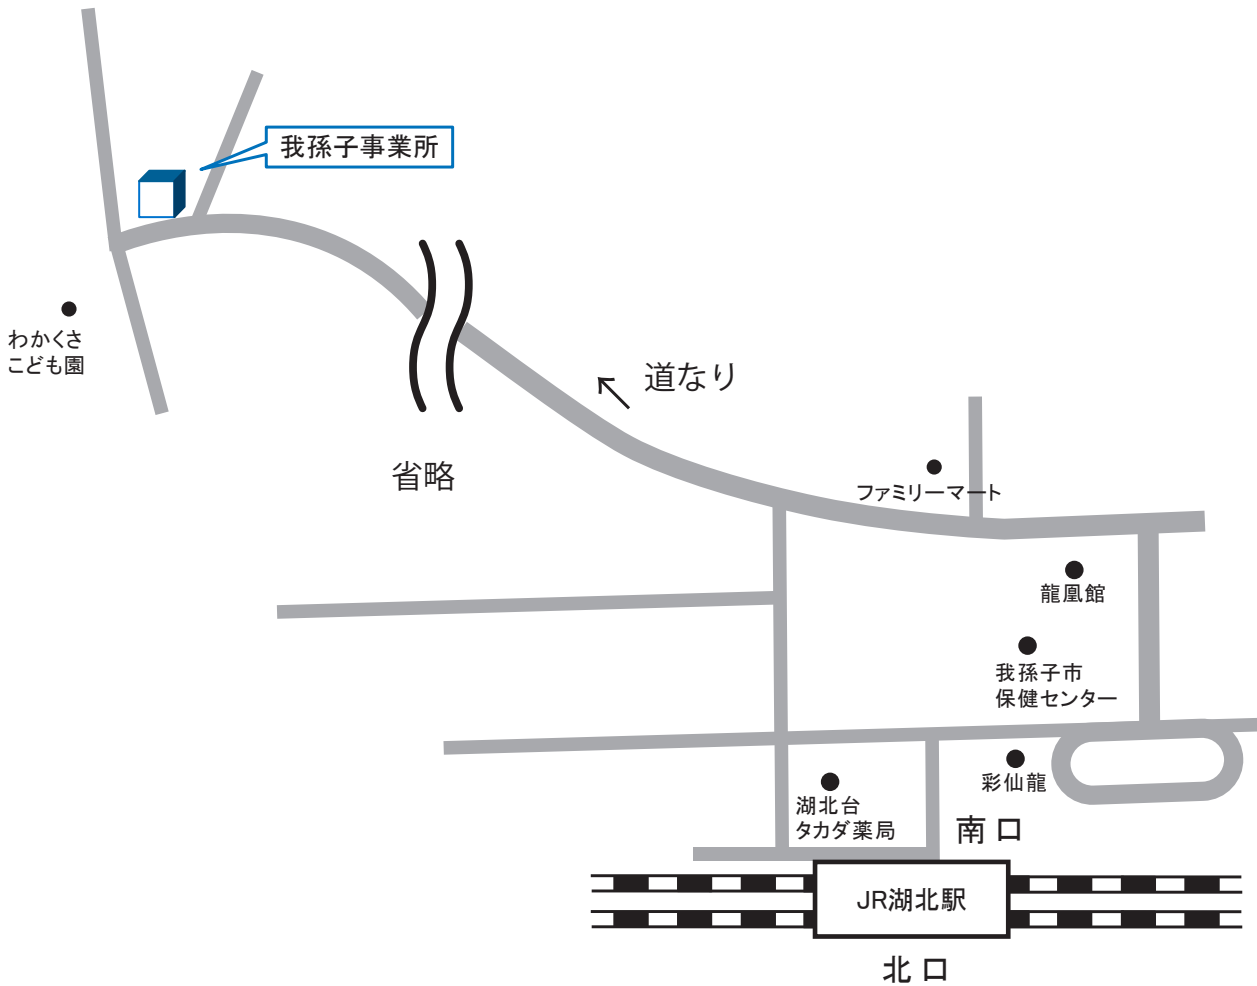 我孫子事業所
わかくさ
こども園
道なり
省略
ファミリーマート
龍凰館
我孫子市
保健センター
彩仙龍
湖北台
タカダ薬局
南口
JR湖北駅
北口